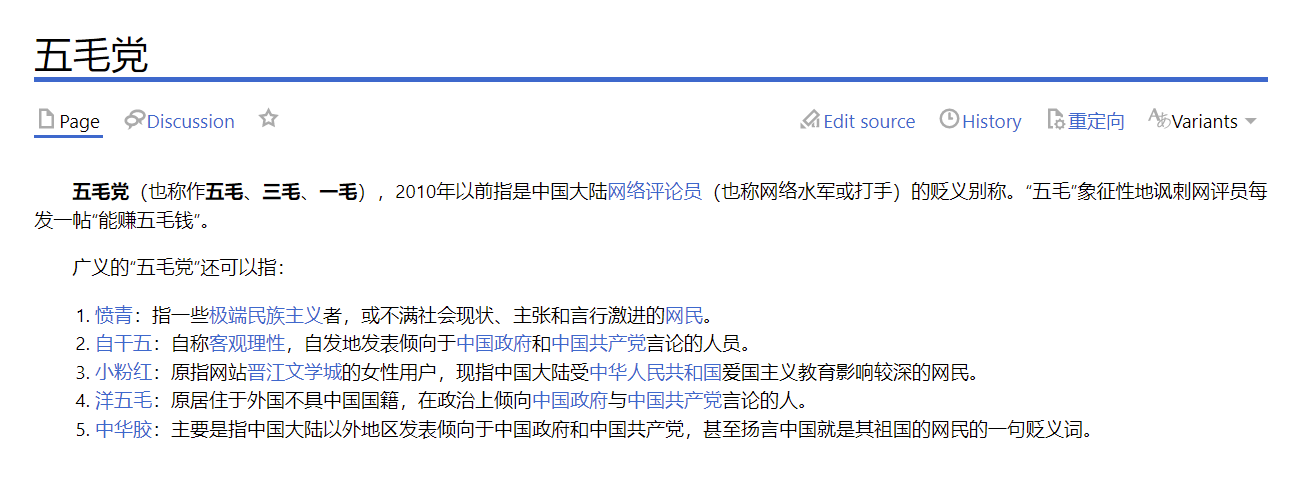 五毛党
Page Discussion Edit source History 重定向 Variants
五毛党（也称作五毛、三毛、一毛），2010年以前指是中国大陆网络评论员（也称网络水军或打手）的贬义别称。“五毛”象征性地讽刺网评员每
发一帖“能赚五毛钱”。
广义的“五毛党”还可以指：
1. 愤青：指一些极端民族主义者，或不满社会现状、主张和言行激进的网民。
2. 自干五：自称客观理性，自发地发表倾向于中国政府和中国共产党言论的人员。
3. 小粉红：原指网站晋江文学城的女性用户，现指中国大陆受中华人民共和国爱国主义教育影响较深的网民。
4. 洋五毛：原居住于外国不具中国国籍，在政治上倾向中国政府与中国共产党言论的人。
5. 中华胶：主要是指中国大陆以外地区发表倾向于中国政府和中国共产党，甚至扬言中国就是其祖国的网民的一句贬义词。